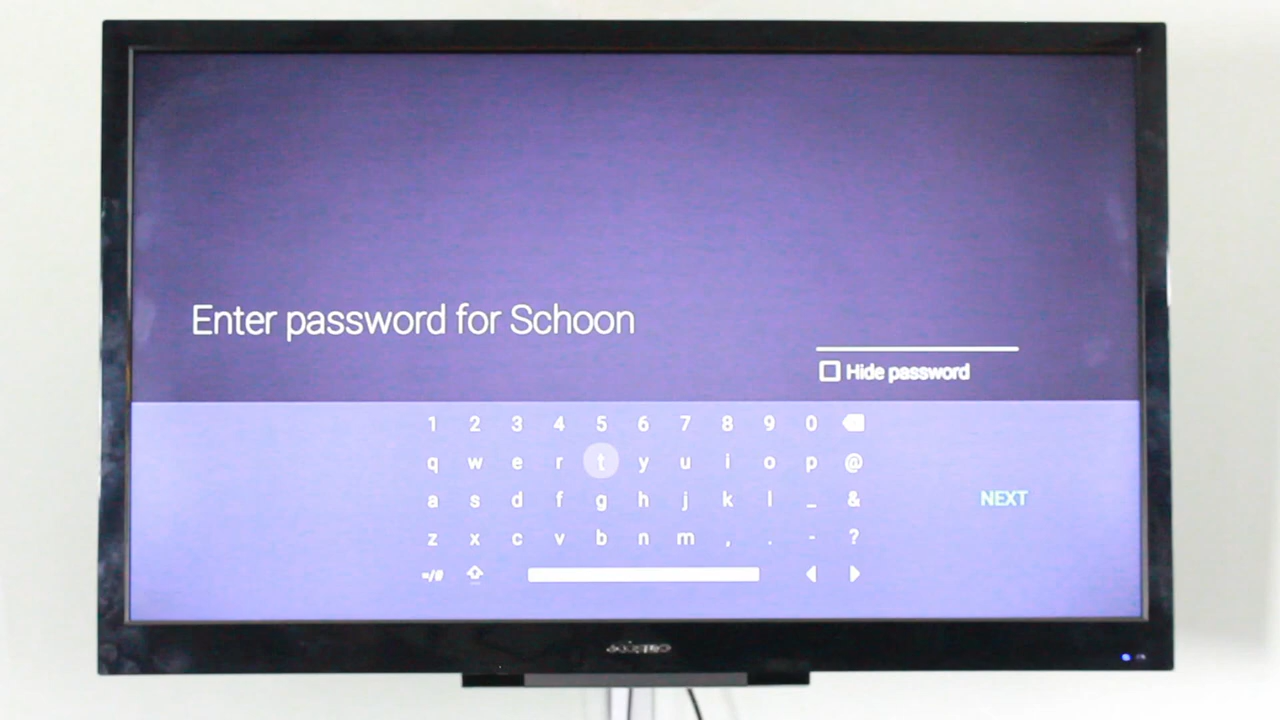 Enter password for Schoon
Hide password
1 2 3 4 5 6 7 8 9 0
q w e r t y u i o p @
a s d f g h j k l _ &
z x c v b n m , . - ?
=/#
NEXT